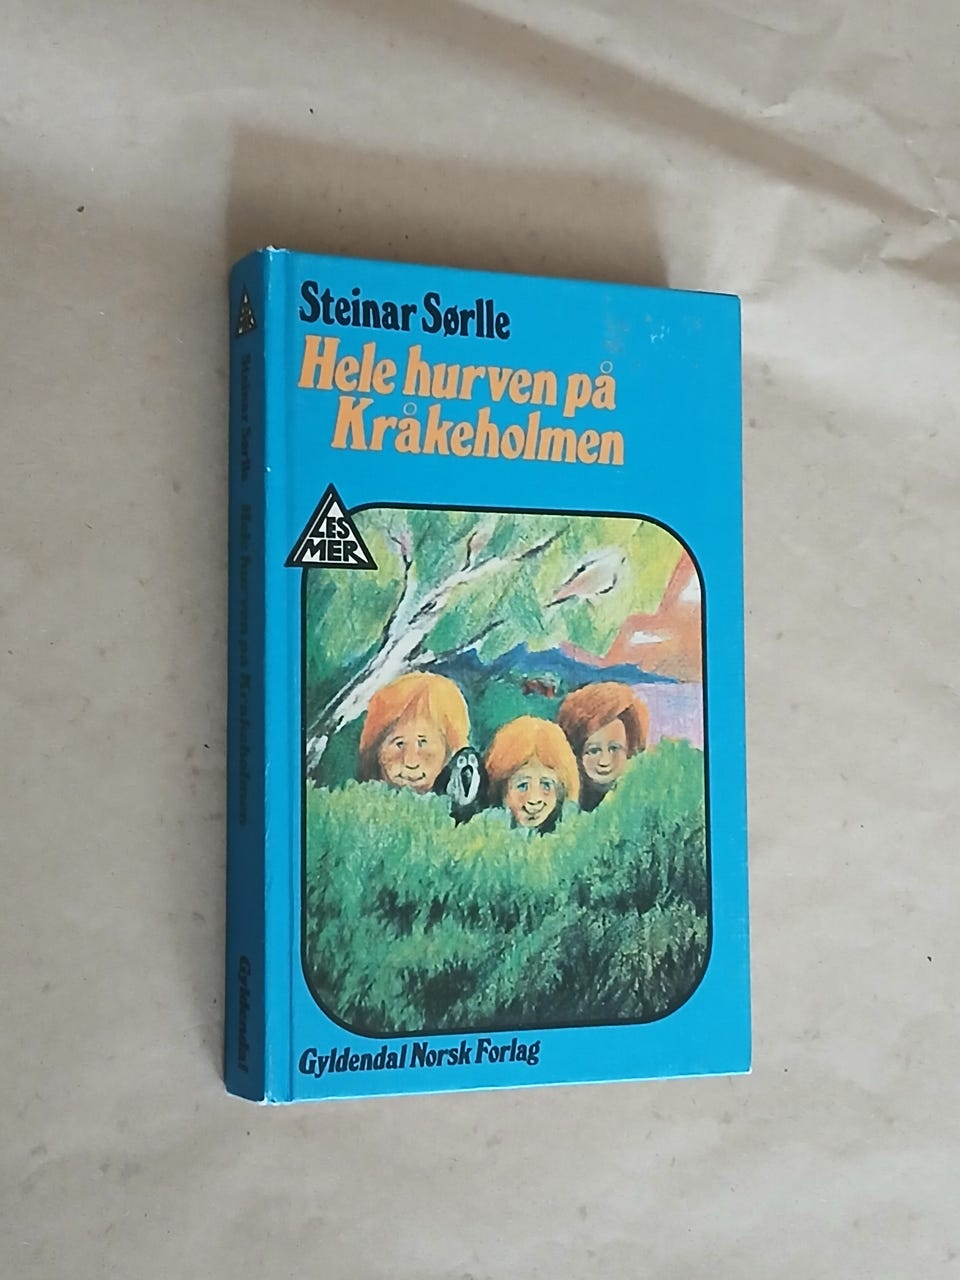 Steinar Sørlle
Hele hurven på
Kråkeholmen
LES
MER
Gyldendal Norsk Forlag
Steinar Sørlle Hele hurven på Kråkeholmen Gyldendal